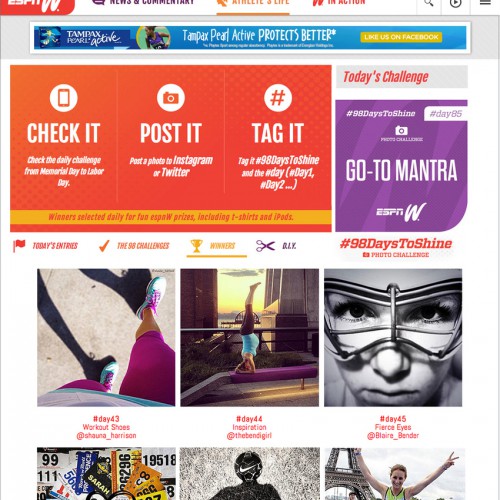 ESPN W
NEWS & COMMENTARY
ATHLETE'S LIFE
IN ACTION
TAMPAX
Pearl
active
Tampax Pearl Active PROTECTS BETTER*
LIKE US ON FACEBOOK
CHECK IT
Check the daily challenge
from Memorial Day to Labor
Day.
POST IT
Post a photo to Instagram
or Twitter
#
TAG IT
Tag it #98DaysToShine
and the #day (#Day1,
#Day2 ...)
Winners selected daily for fun espnW prizes, including t-shirts and iPods.
Today's Challenge
#98DaysToShine
#day85
PHOTO CHALLENGE
GO-TO MANTRA
ESPN W
TODAY'S ENTRIES
THE 98 CHALLENGES
WINNERS
D.I.Y.
#98DaysToShine
PHOTO CHALLENGE
#day43
Workout Shoes
@shauna_harrison
#day44
Inspiration
@thebendigirl
#day45
Fierce Eyes
@Blaire_Bender
99
SARAH